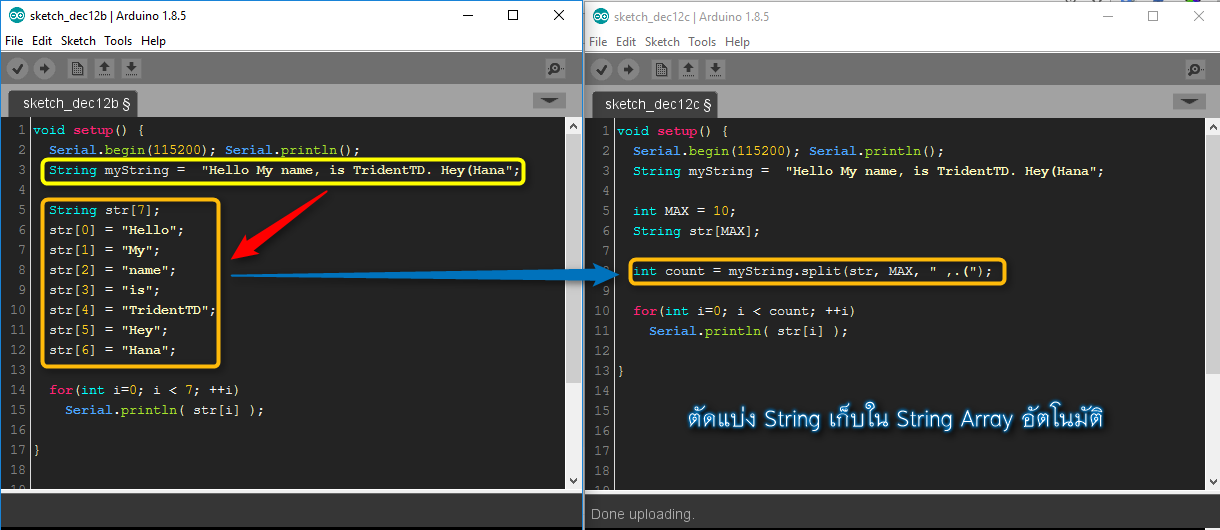 sketch_dec12b | Arduino 1.8.5
File Edit Sketch Tools Help
sketch_dec12b §
1 void setup() {
2 Serial.begin(115200); Serial.println();
3 String myString = "Hello My name, is TridentTD. Hey(Hana";
4
5 String str[7];
6 str[0] = "Hello";
7 str[1] = "My";
8 str[2] = "name";
9 str[3] = "is";
10 str[4] = "TridentTD";
11 str[5] = "Hey";
12 str[6] = "Hana";
13
14 for(int i=0; i < 7; ++i)
15 Serial.println( str[i] );
16
17 }
18
sketch_dec12c | Arduino 1.8.5
File Edit Sketch Tools Help
sketch_dec12c §
1 void setup() {
2 Serial.begin(115200); Serial.println();
3 String myString = "Hello My name, is TridentTD. Hey(Hana";
4
5 int MAX = 10;
6 String str[MAX];
7
int count = myString.split(str, MAX, " ,.(");
9
10 for(int i=0; i < count; ++i)
11 Serial.println( str[i] );
12
13 }
14
15
ตัดแบ่ง String เก็บใน String Array อัตโนมัติ
16
17
18
Done uploading.